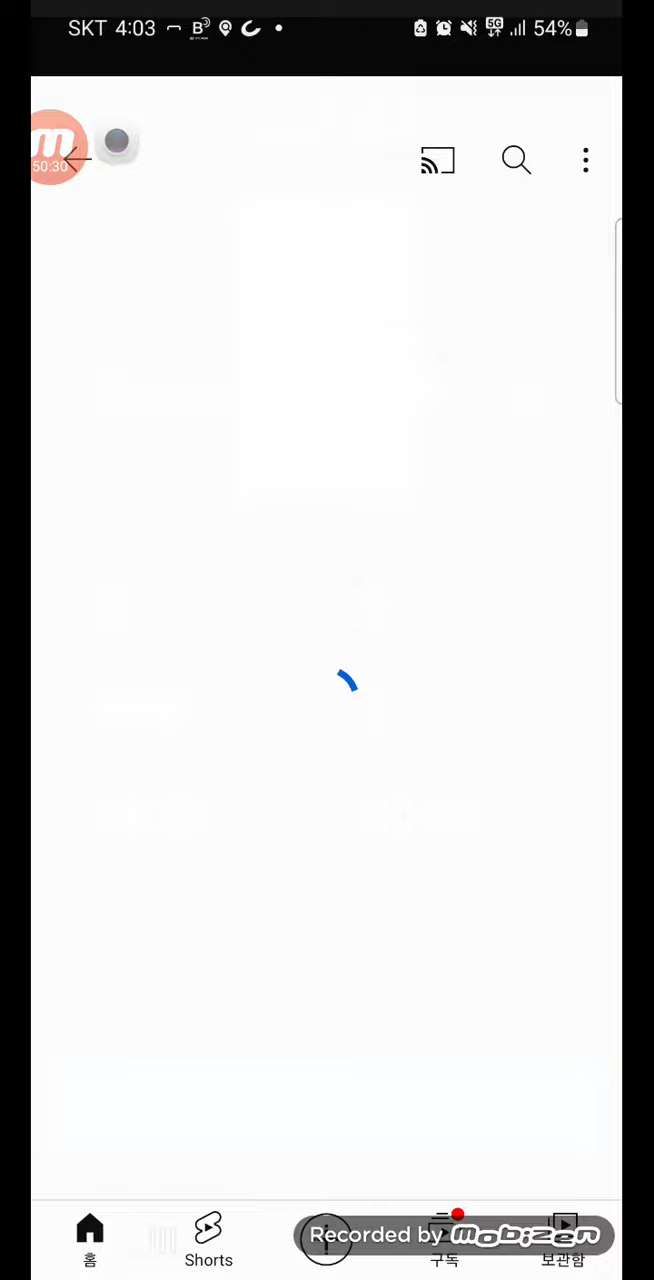 SKT 4:03
5G
54%
m
50:30
홈
Shorts
구독
보관함
Recorded by mobizen